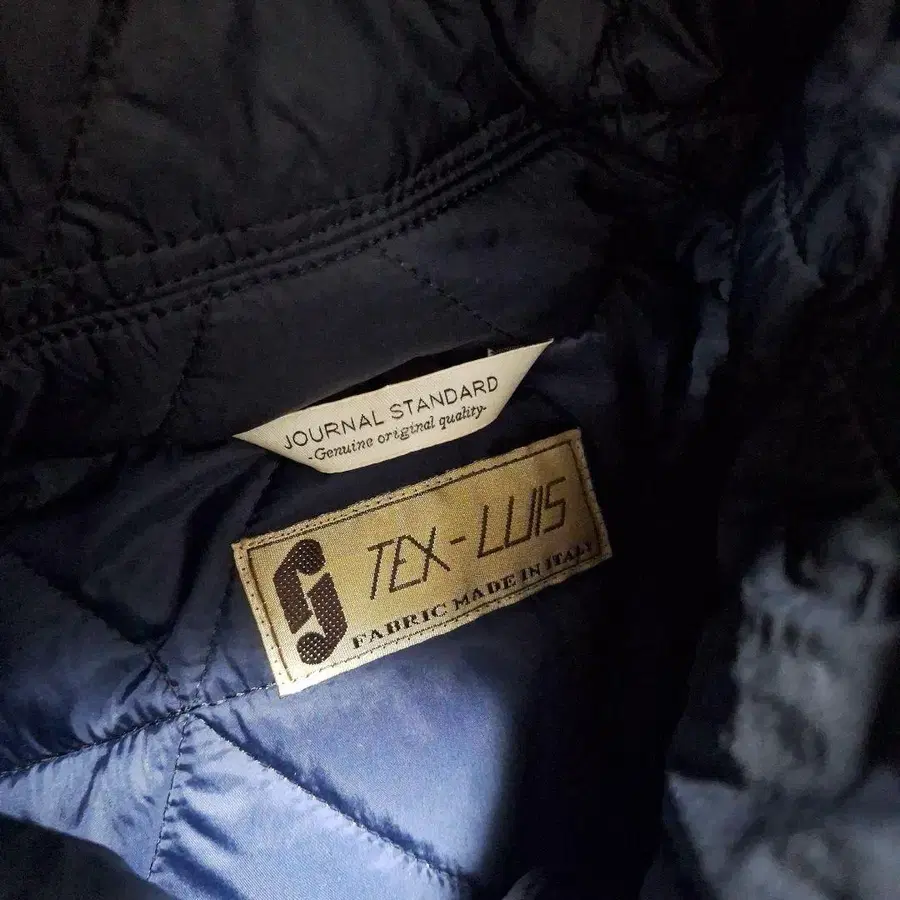 JOURNAL STANDARD
-Genuine original quality-
TEX-LUIS
FABRIC MADE IN ITALY